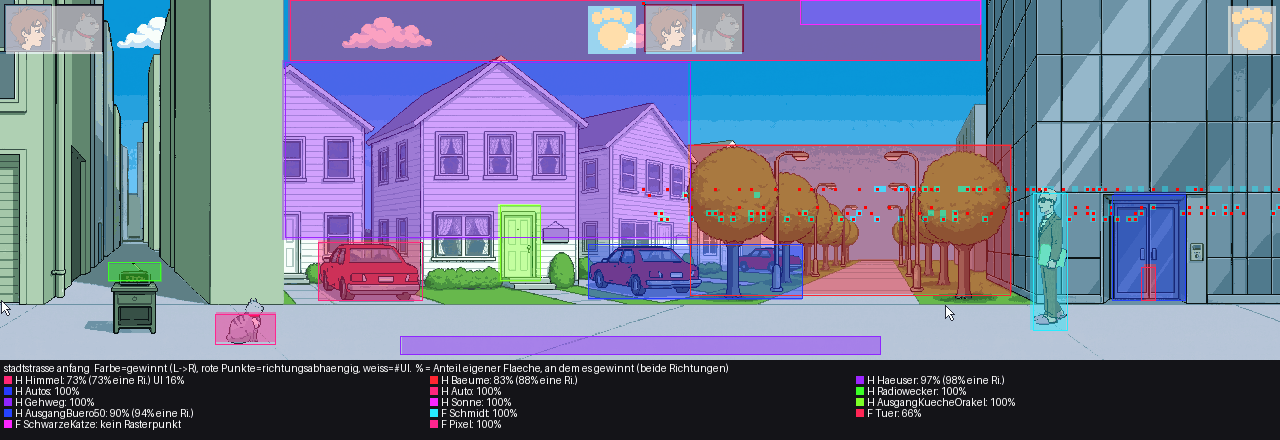 stadtstrasse anfang Farbe=gewinnt (L->R), rote Punkte=richtungsabhaengig, weiss=#UI. % = Anteil eigener Flaeche, an dem es gewinnt (beide Richtungen)
H Himmel: 73% (73% eine Ri.) UI 16%
H Baeume: 83% (88% eine Ri.)
H Haeuser: 97% (98% eine Ri.)
H Autos: 100%
H Auto: 100%
H Radiowecker: 100%
H Gehweg: 100%
H Sonne: 100%
H AusgangKuecheOrakel: 100%
H AusgangBuero50: 90% (94% eine Ri.)
F Schmidt: 100%
F Tuer: 66%
F SchwarzeKatze: kein Rasterpunkt
F Pixel: 100%